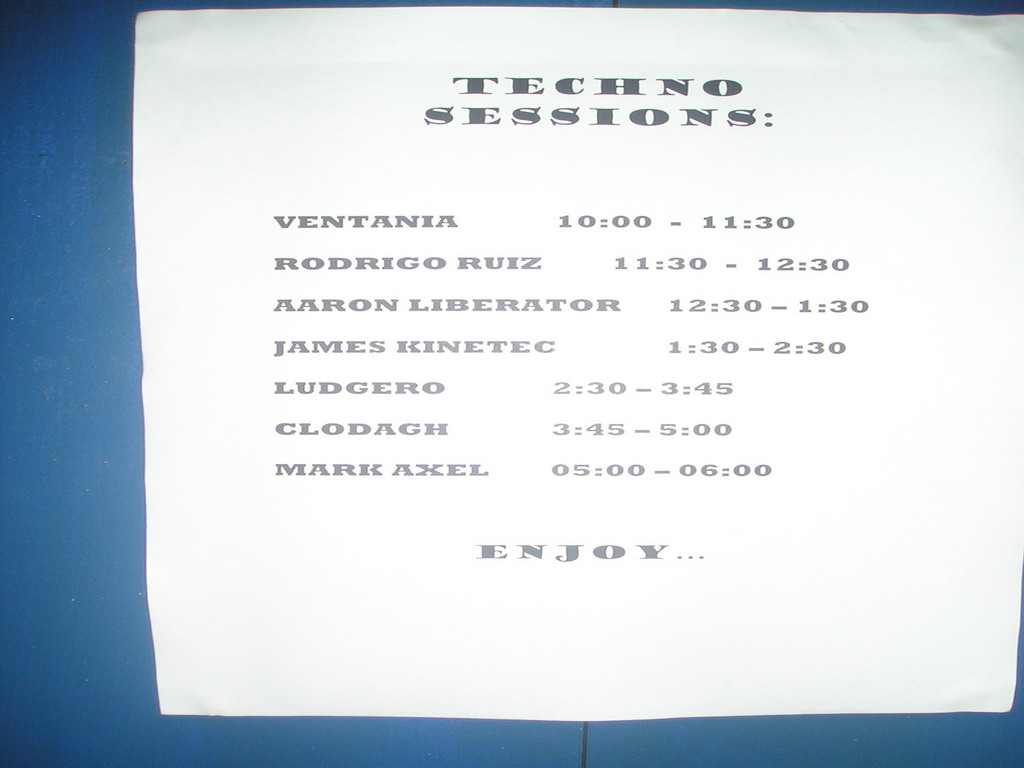 TECHNO
SESSIONS:
VENTANIA 10:00 - 11:30
RODRIGO RUIZ 11:30 - 12:30
AARON LIBERATOR 12:30 – 1:30
JAMES KINETEC 1:30 – 2:30
LUDGERO 2:30 – 3:45
CLODAGH 3:45 – 5:00
MARK AXEL 05:00 – 06:00
ENJOY...